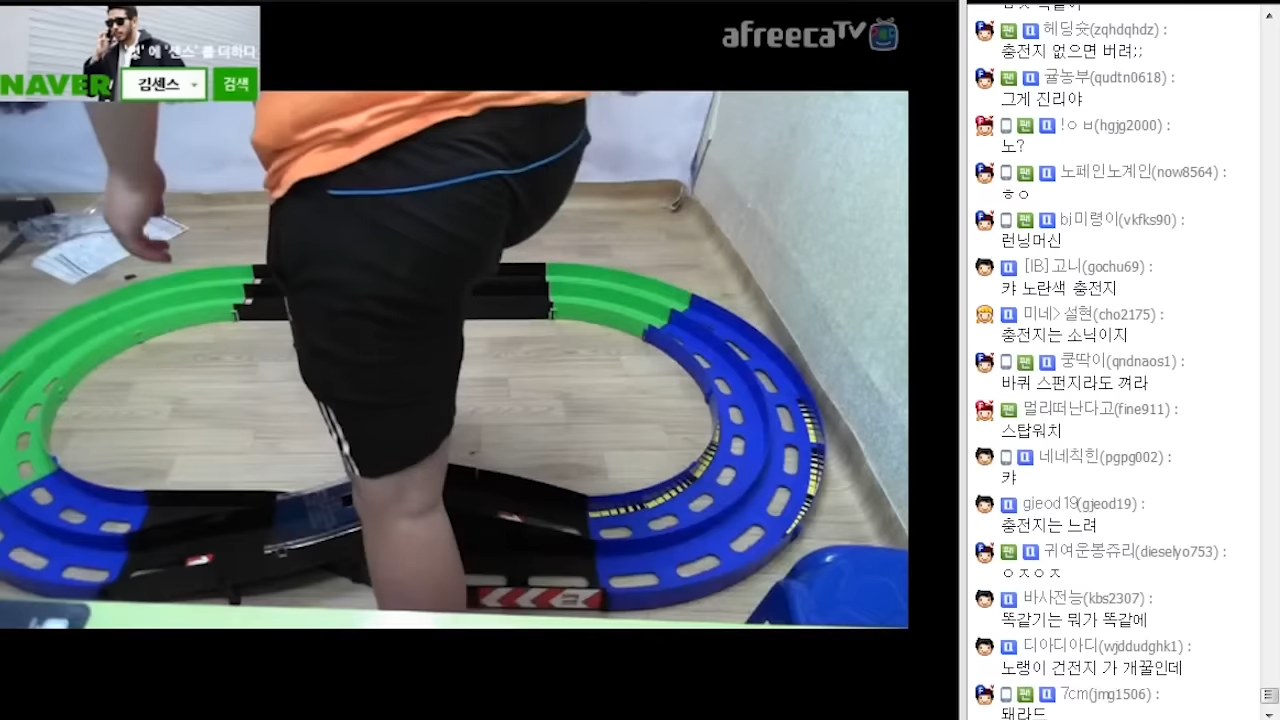 '멋' 에 '센스' 를 더하다
NAVER
김센스
검색
afreecaTV
헤딩슛(zqhdqhdz) :
충전지 없으면 버려;;
귤농부(qudtn0618) :
그게 진리야
!ㅇㅂ(hgjg2000) :
노?
노페인노계인(now8564) :
ㅎㅇ
bj미령이(vkfks90) :
런닝머신
[IB]고니(gochu69) :
캬 노란색 충전지
미네>설현(cho2175) :
충전지는 소닉이지
쿵딱이(qndnaos1) :
바퀴 스펀지라도 껴라
멀리떠난다고(fine911) :
스탑워치
네네칙힌(pgpg002) :
캬
gjeod19(gjeod19) :
충전지는 느려
귀여운봉쥬리(dieselyo753) :
ㅇㅈㅇㅈ
바사전능(kbs2307) :
똑같기는 뭐가 똑같에
디아디아디(wjddudghk1) :
노랭이 건전지 가 개꿀인데
7cm(jmg1506) :
돼라드